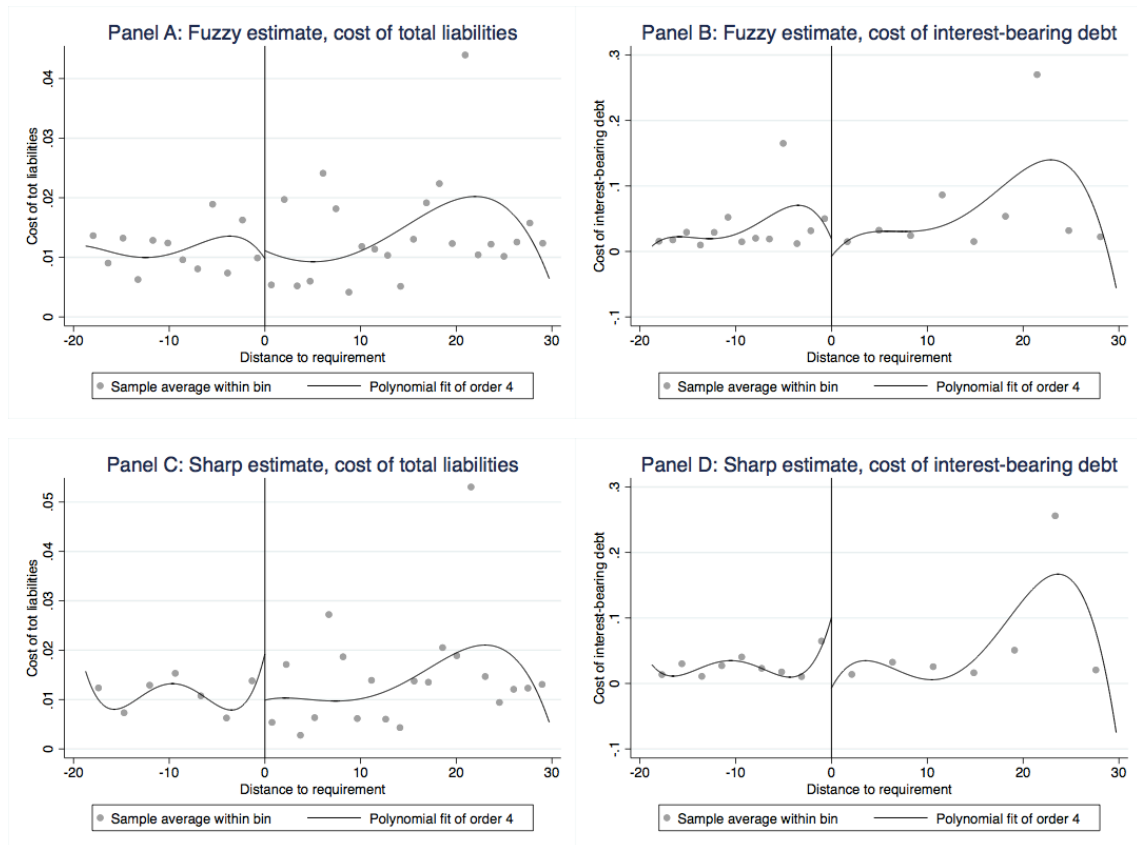 Panel A: Fuzzy estimate, cost of total liabilities
Cost of tot liabilities
.04
.03
.02
.01
0
-20
-10
0
10
20
30
Distance to requirement
Sample average within bin
Polynomial fit of order 4
Panel B: Fuzzy estimate, cost of interest-bearing debt
Cost of interest-bearing debt
.3
.2
.1
0
-.1
-20
-10
0
10
20
30
Distance to requirement
Sample average within bin
Polynomial fit of order 4
Panel C: Sharp estimate, cost of total liabilities
Cost of tot liabilities
.05
.04
.03
.02
.01
0
-20
-10
0
10
20
30
Distance to requirement
Sample average within bin
Polynomial fit of order 4
Panel D: Sharp estimate, cost of interest-bearing debt
Cost of interest-bearing debt
.3
.2
.1
0
-.1
-20
-10
0
10
20
30
Distance to requirement
Sample average within bin
Polynomial fit of order 4